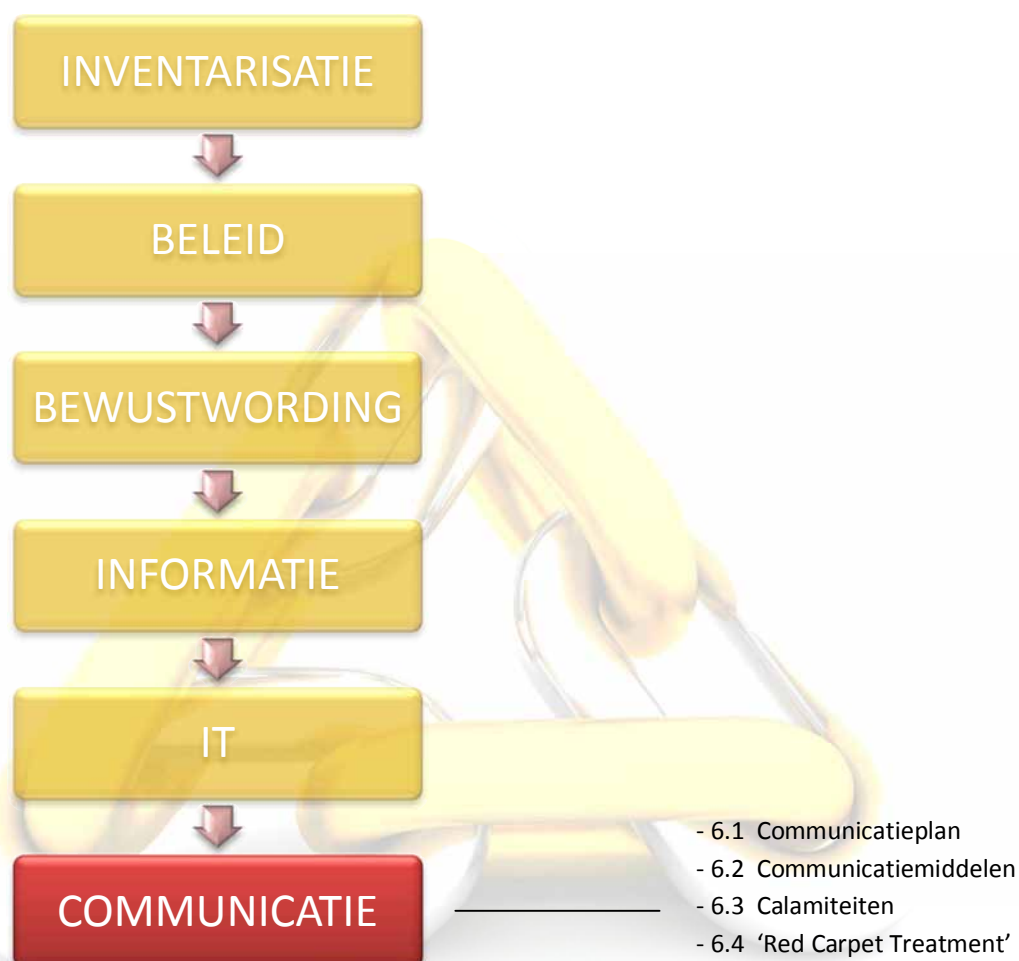 INVENTARISATIE
BELEID
BEWUSTWORDING
INFORMATIE
IT
COMMUNICATIE
- 6.1 Communicatieplan
- 6.2 Communicatiemiddelen
- 6.3 Calamiteiten
- 6.4 ‘Red Carpet Treatment’